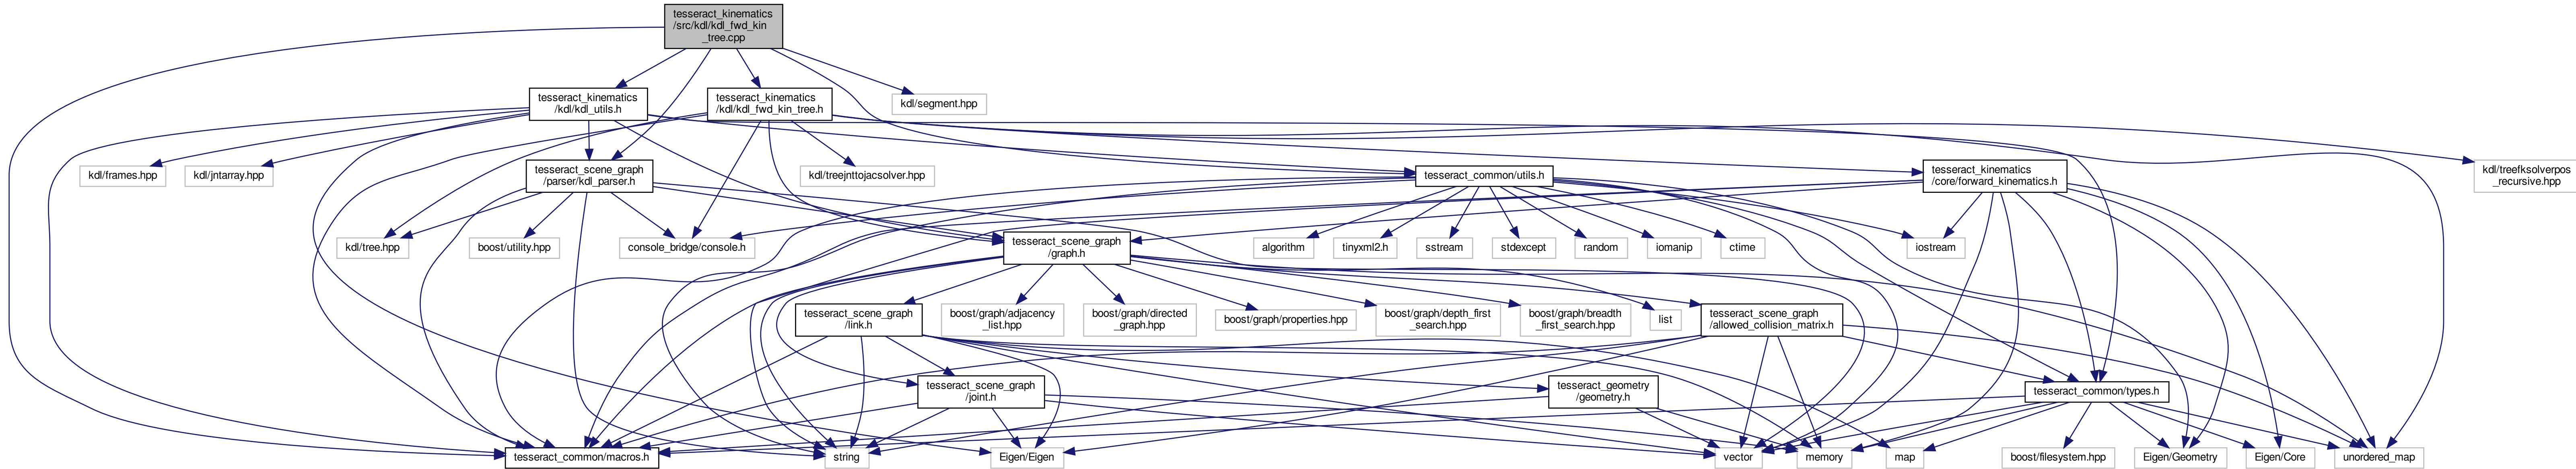 tesseract_kinematics
/src/kdl/kdl_fwd_kin
_tree.cpp
tesseract_kinematics
/kdl/kdl_utils.h
tesseract_kinematics
/kdl/kdl_fwd_kin_tree.h
kdl/segment.hpp
kdl/frames.hpp
kdl/jntarray.hpp
tesseract_scene_graph
/parser/kdl_parser.h
kdl/treejnttojacsolver.hpp
tesseract_common/utils.h
tesseract_kinematics
/core/forward_kinematics.h
kdl/treefksolverpos
_recursive.hpp
kdl/tree.hpp
boost/utility.hpp
console_bridge/console.h
tesseract_scene_graph
/graph.h
algorithm
tinyxml2.h
sstream
stdexcept
random
iomanip
ctime
iostream
tesseract_scene_graph
/link.h
boost/graph/adjacency
_list.hpp
boost/graph/directed
_graph.hpp
boost/graph/properties.hpp
boost/graph/depth_first
_search.hpp
boost/graph/breadth
_first_search.hpp
list
tesseract_scene_graph
/allowed_collision_matrix.h
tesseract_scene_graph
/joint.h
tesseract_geometry
/geometry.h
tesseract_common/types.h
tesseract_common/macros.h
string
Eigen/Eigen
vector
memory
map
boost/filesystem.hpp
Eigen/Geometry
Eigen/Core
unordered_map